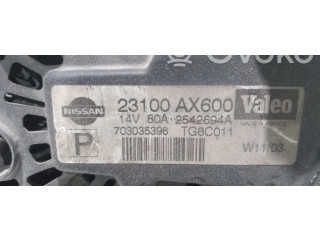 NISSAN 23100 AX600 Valeo
14V 80A 2542694A
P 703035396 TG8C011
W11/03